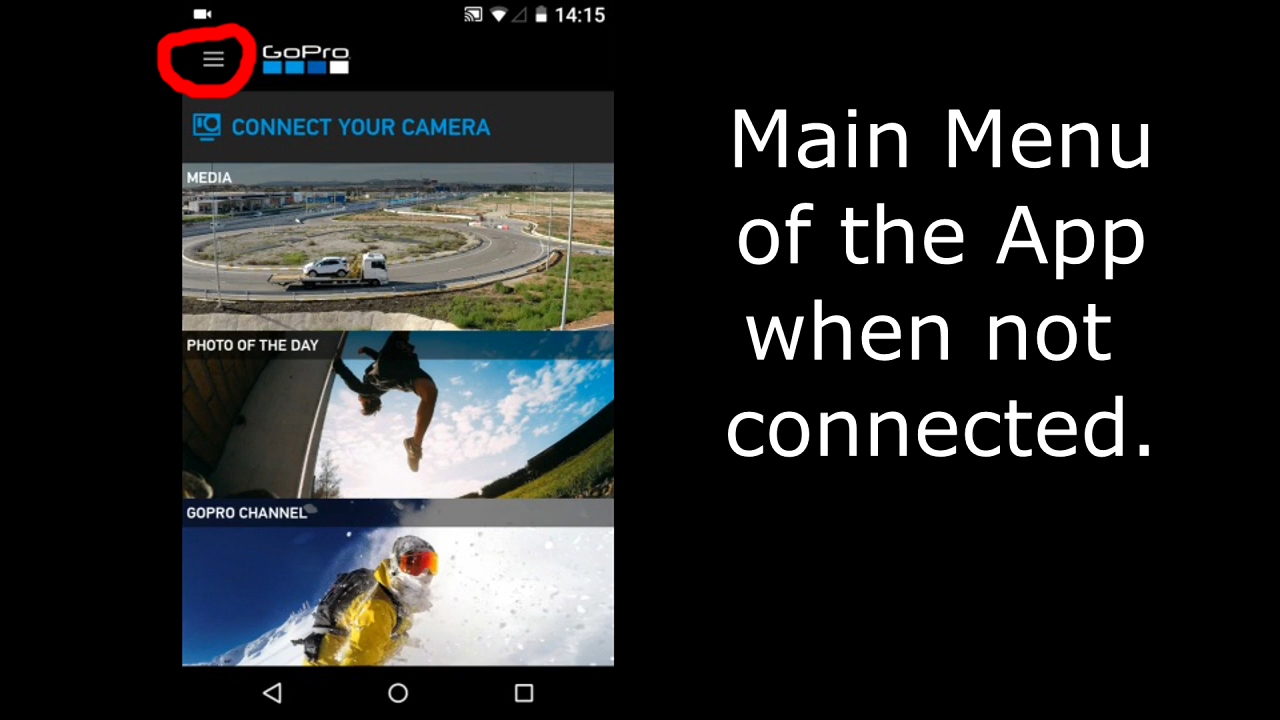 14:15
GoPro
CONNECT YOUR CAMERA
MEDIA
PHOTO OF THE DAY
GOPRO CHANNEL
Main Menu
of the App
when not
connected.